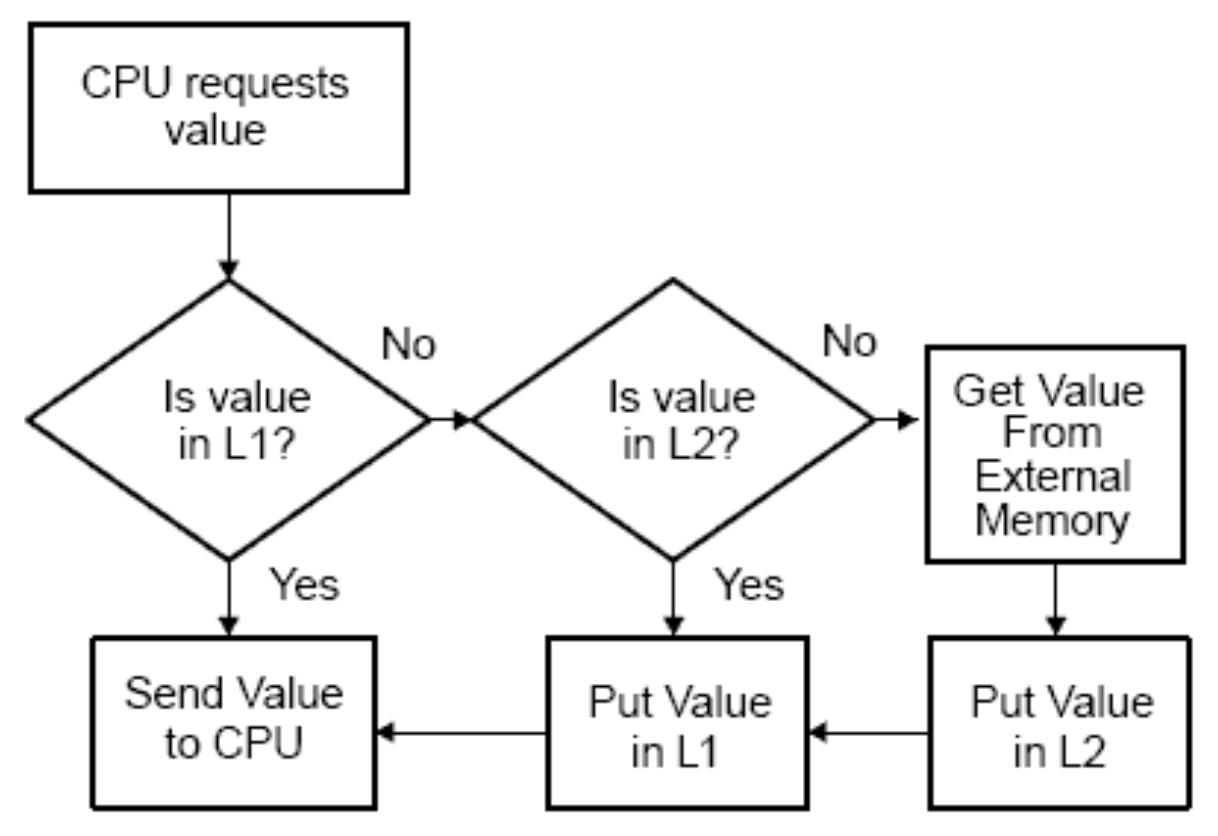 CPU requests
value
No
No
Is value
in L1?
Is value
in L2?
Get Value
From
External
Memory
Yes
Yes
Send Value
to CPU
Put Value
in L1
Put Value
in L2